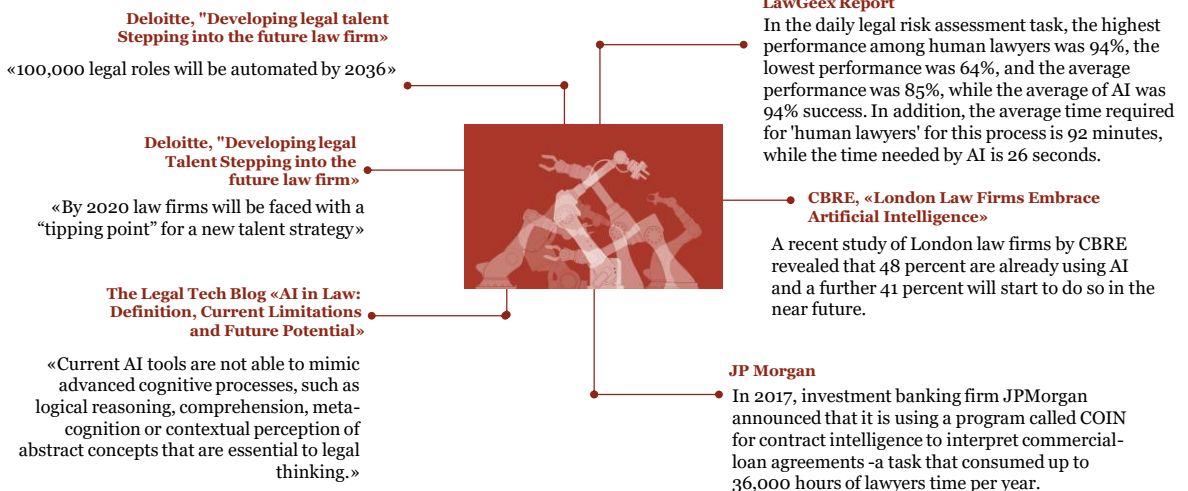 Deloitte, "Developing legal talent
Stepping into the future law firm»
«100,000 legal roles will be automated by 2036»
Deloitte, "Developing legal
Talent Stepping into the
future law firm»
«By 2020 law firms will be faced with a
“tipping point” for a new talent strategy»
The Legal Tech Blog «AI in Law:
Definition, Current Limitations
and Future Potential»
«Current AI tools are not able to mimic
advanced cognitive processes, such as
logical reasoning, comprehension, meta-
cognition or contextual perception of
abstract concepts that are essential to legal
thinking.»
LawGeex Report
In the daily legal risk assessment task, the highest
performance among human lawyers was 94%, the
lowest performance was 64%, and the average
performance was 85%, while the average of AI was
94% success. In addition, the average time required
for 'human lawyers' for this process is 92 minutes,
while the time needed by AI is 26 seconds.
CBRE, «London Law Firms Embrace
Artificial Intelligence»
A recent study of London law firms by CBRE
revealed that 48 percent are already using AI
and a further 41 percent will start to do so in the
near future.
JP Morgan
In 2017, investment banking firm JPMorgan
announced that it is using a program called COIN
for contract intelligence to interpret commercial-
loan agreements -a task that consumed up to
36,000 hours of lawyers time per year.